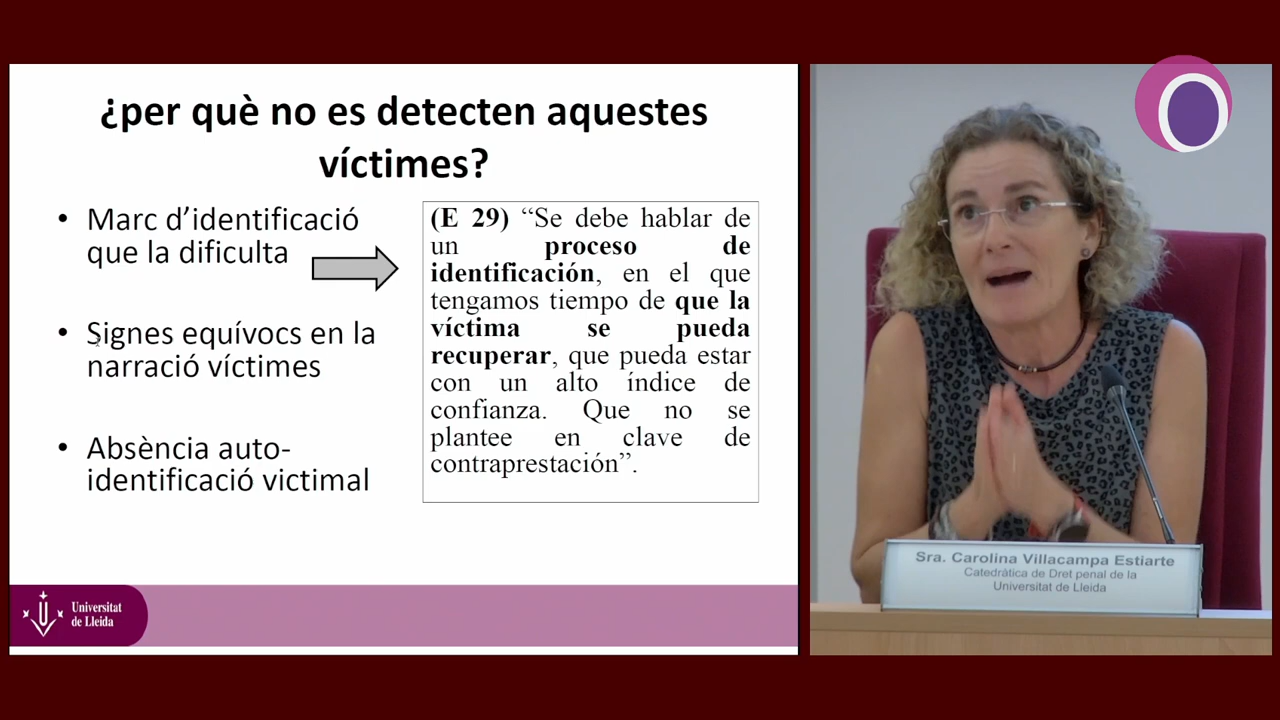 ¿per què no es detecten aquestes
víctimes?
• Marc d’identificació
que la dificulta
• Signes equívocs en la
narració víctimes
• Absència auto-
identificació victimal
(E 29) “Se debe hablar de
un proceso de
identificación, en el que
tengamos tiempo de que la
víctima se pueda
recuperar, que pueda estar
con un alto índice de
confianza. Que no se
plantee en clave de
contraprestación”.
Universitat
de Lleida
Sra. Carolina Villacampa Estiarte
Catedràtica de Dret penal de la
Universitat de Lleida